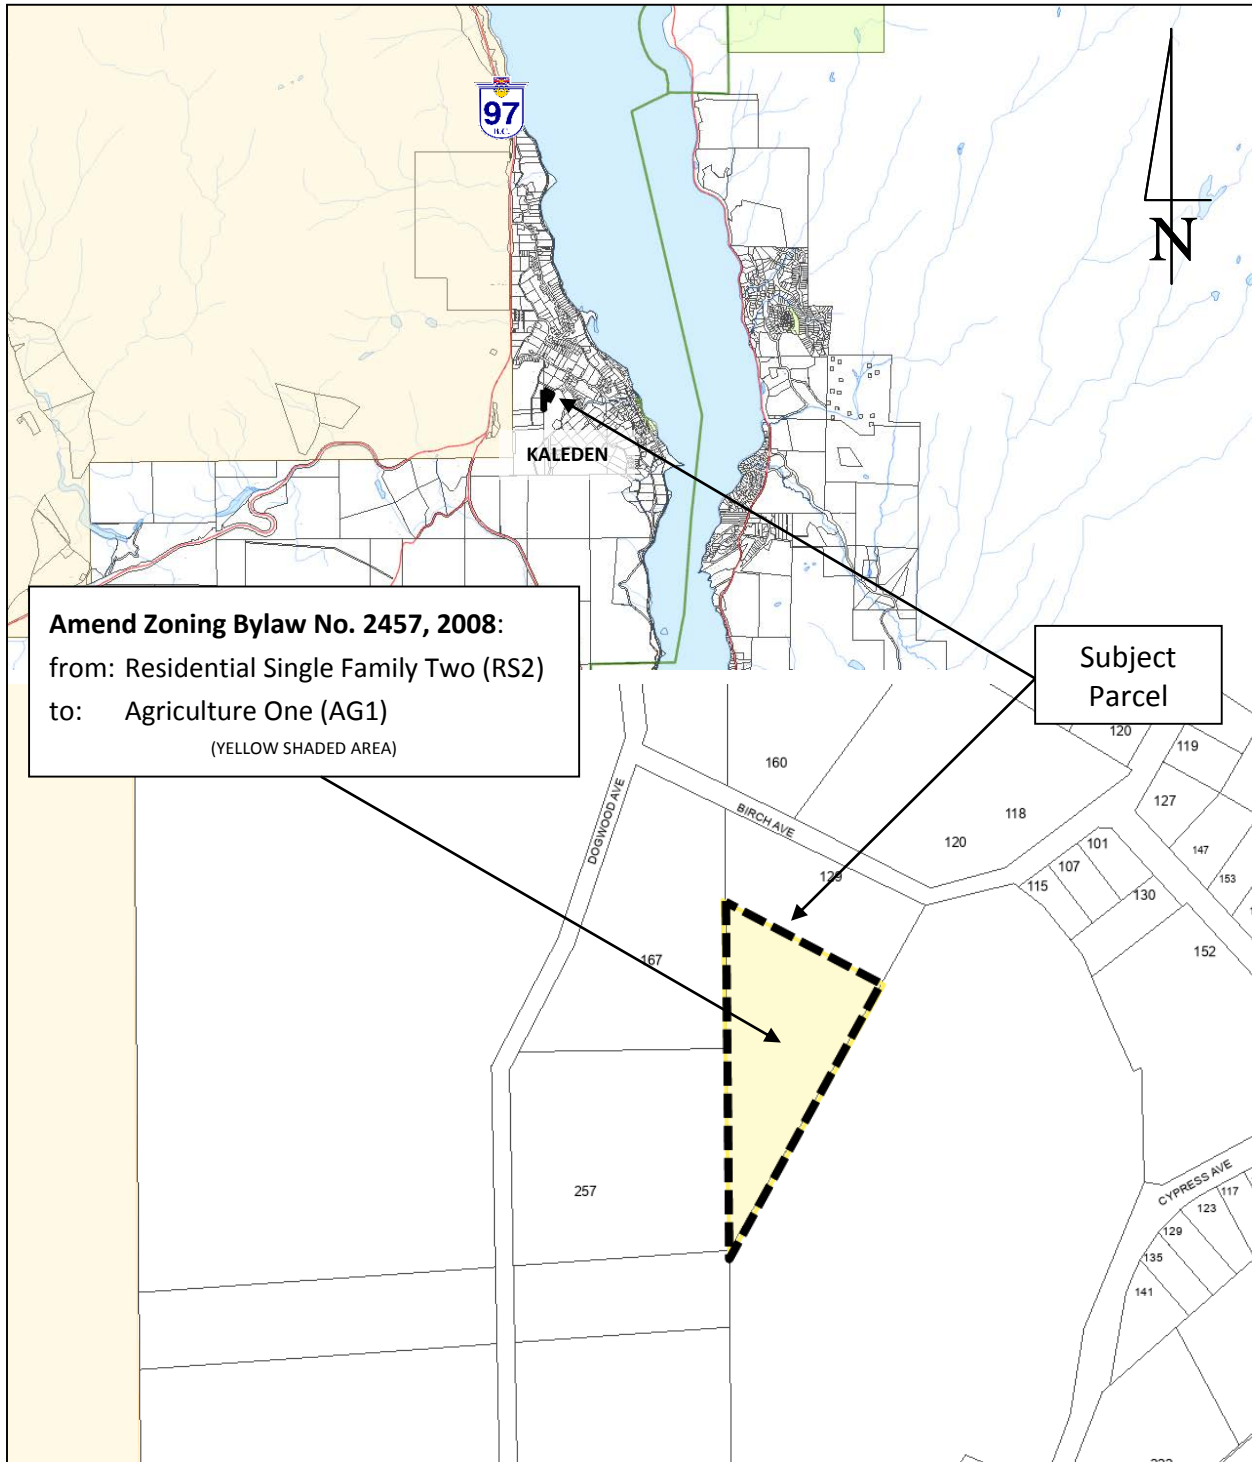 97
B.C.
N
KALEDEN
Amend Zoning Bylaw No. 2457, 2008:
from: Residential Single Family Two (RS2)
to: Agriculture One (AG1)
(YELLOW SHADED AREA)
Subject
Parcel
120
119
160
DOGWOOD AVE
BIRCH AVE
127
118
120
101
147
107
129
115
153
130
167
152
257
CYPRESS AVE
117
123
129
135
141